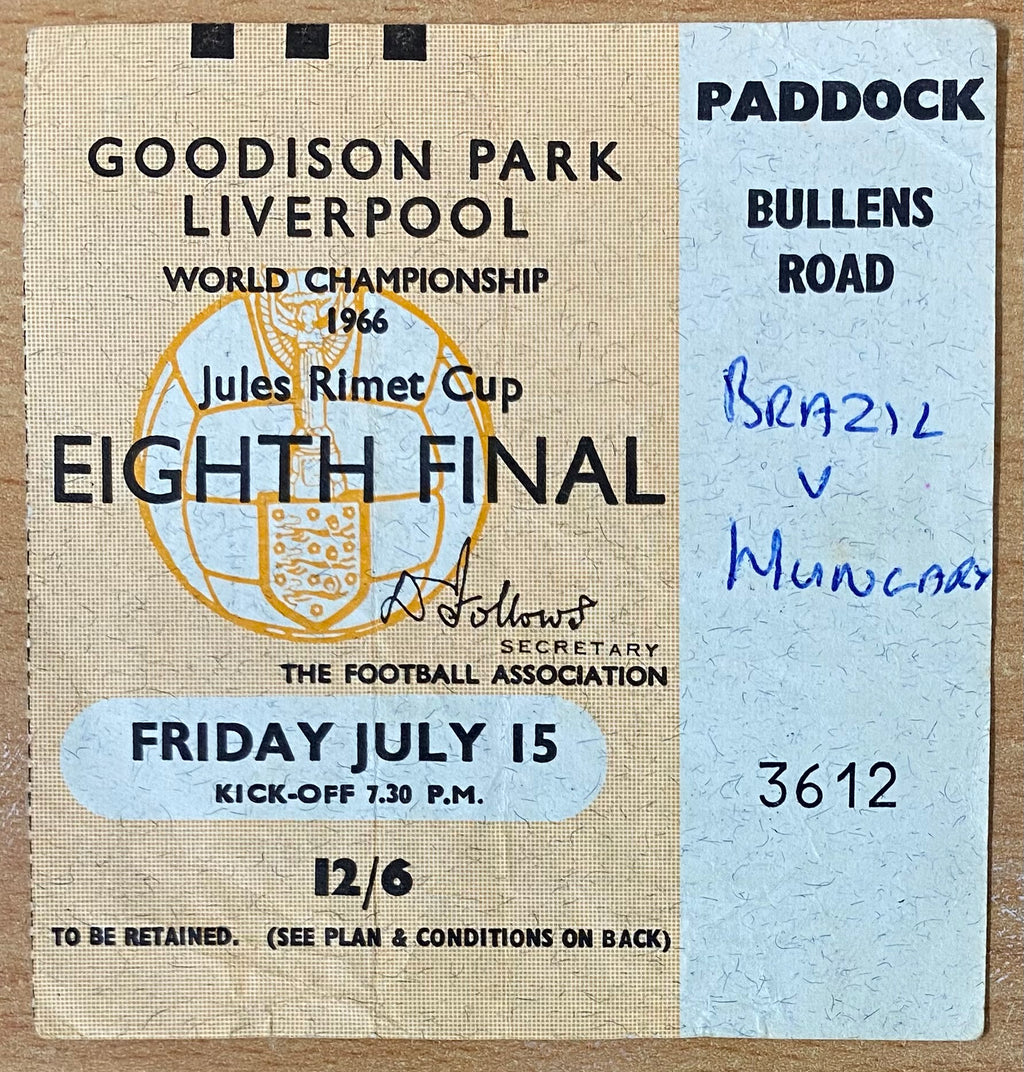 GOODISON PARK
LIVERPOOL
WORLD CHAMPIONSHIP
1966
Jules Rimet Cup
EIGHTH FINAL
D Follows
SECRETARY
THE FOOTBALL ASSOCIATION
FRIDAY JULY 15
KICK-OFF 7.30 P.M.
12/6
TO BE RETAINED. (SEE PLAN & CONDITIONS ON BACK)
PADDOCK
BULLENS
ROAD
BRAZIL
V
HUNGARY
3612